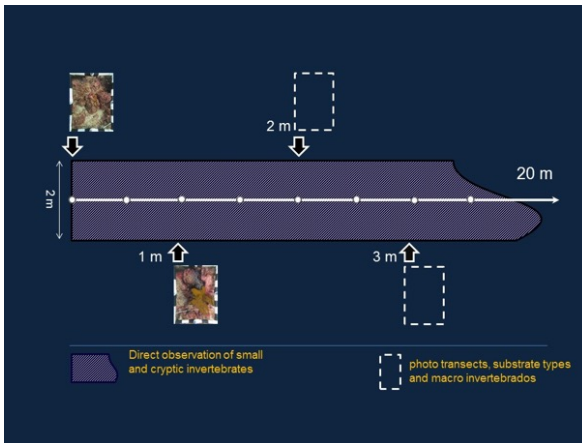 2 m
20 m
2 m
1 m
3 m
Direct observation of small
and cryptic invertebrates
photo transects, substrate types
and macro invertebrados